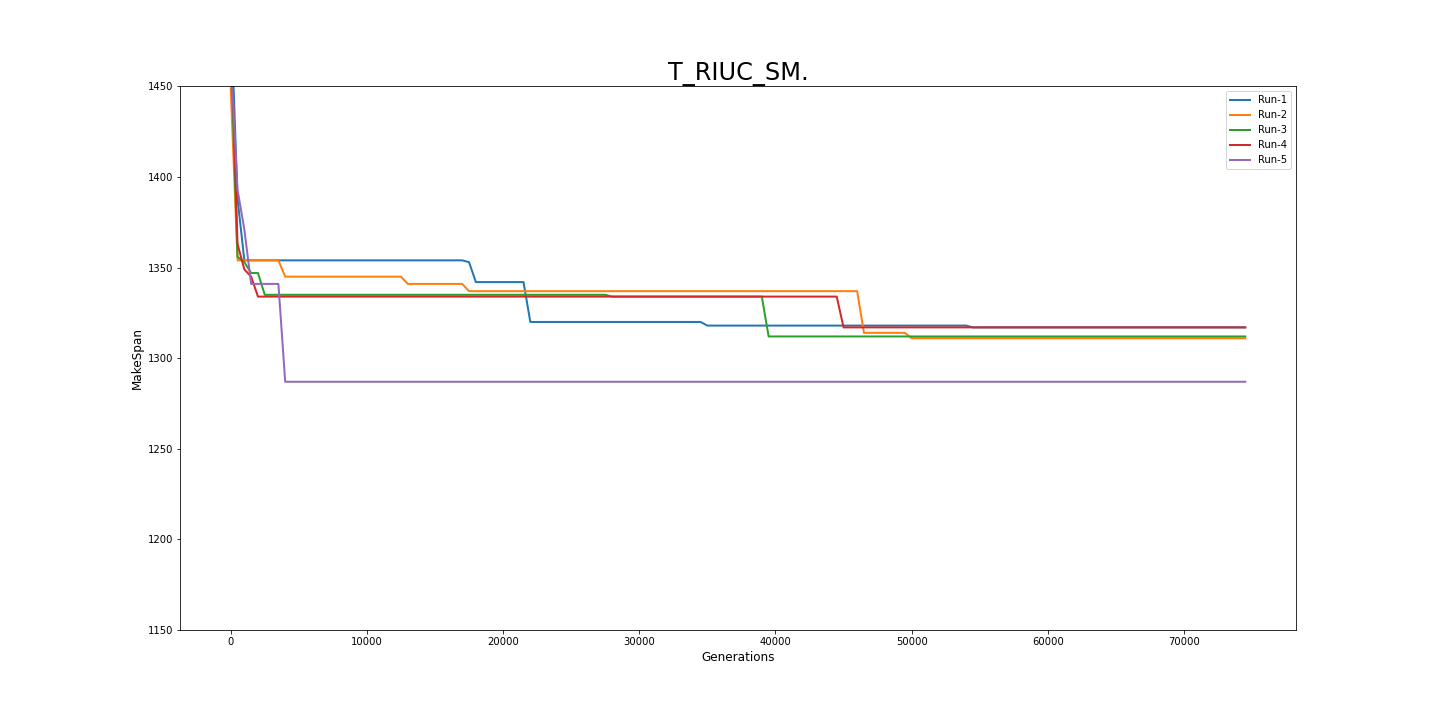 T_RIUC_SM.
1450
1400
1350
1300
1250
1200
1150
MakeSpan
0 10000 20000 30000 40000 50000 60000 70000
Generations
Run-1
Run-2
Run-3
Run-4
Run-5